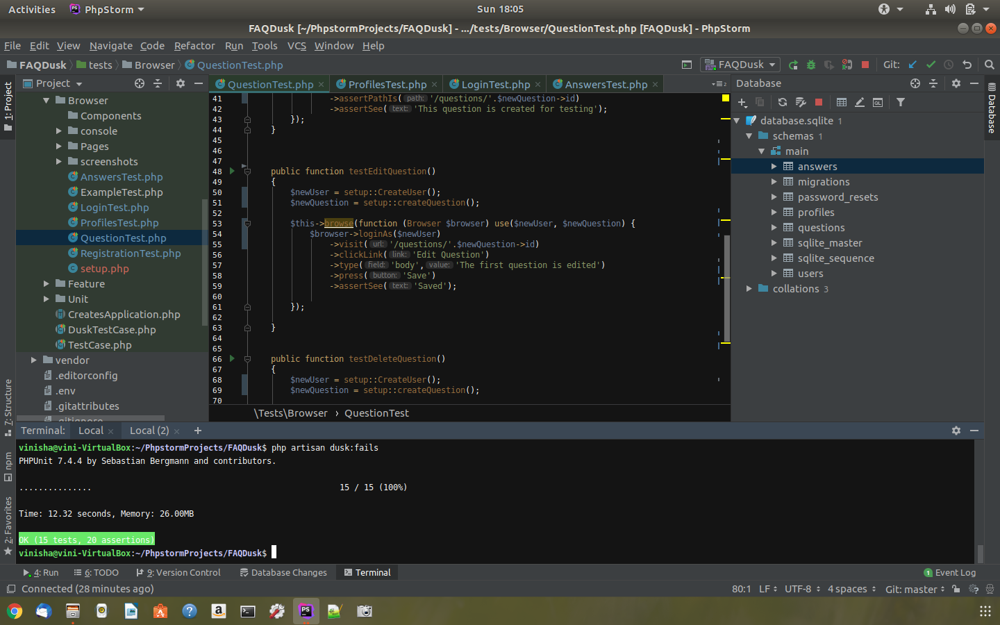 Activities PhpStorm Sun 18:05
FAQDusk [~/PhpstormProjects/FAQDusk] - .../tests/Browser/QuestionTest.php [FAQDusk] - PhpStorm
File Edit View Navigate Code Refactor Run Tools VCS Window Help
FAQDusk tests Browser QuestionTest.php FAQDusk Git:
1: Project
7: Structure
npm
2: Favorites
Project
Browser
Components
console
Pages
screenshots
AnswersTest.php
ExampleTest.php
LoginTest.php
ProfilesTest.php
QuestionTest.php
RegistrationTest.php
setup.php
Feature
Unit
CreatesApplication.php
DuskTestCase.php
TestCase.php
vendor
.editorconfig
.env
.gitattributes
.gitignore
QuestionTest.php ProfilesTest.php LoginTest.php AnswersTest.php
41 ->assertPathIs( path: '/questions/'.$newQuestion->id)
42 ->assertSee( text: 'This question is created for testing');
43 });
44 }
45
46
47
48 public function testEditQuestion()
49 {
50 $newUser = setup::CreateUser();
51 $newQuestion = setup::createQuestion();
52
53 $this->browse(function (Browser $browser) use($newUser, $newQuestion) {
54 $browser->loginAs($newUser)
55 ->visit( url: '/questions/'.$newQuestion->id)
56 ->clickLink( link: 'Edit Question')
57 ->type( field: 'body', value: 'The first question is edited')
58 ->press( button: 'Save')
59 ->assertSee( text: 'Saved');
60
61 });
62
63 }
64
65
66 public function testDeleteQuestion()
67 {
68 $newUser = setup::CreateUser();
69 $newQuestion = setup::createQuestion();
70
\Tests\Browser › QuestionTest
Database
database.sqlite 1
schemas 1
main
answers
migrations
password_resets
profiles
questions
sqlite_master
sqlite_sequence
users
collations 3
Database
Terminal: Local Local (2)
vinisha@vini-VirtualBox:~/PhpstormProjects/FAQDusk$ php artisan dusk:fails
PHPUnit 7.4.4 by Sebastian Bergmann and contributors.
............... 15 / 15 (100%)
Time: 12.32 seconds, Memory: 26.00MB
OK (15 tests, 20 assertions)
vinisha@vini-VirtualBox:~/PhpstormProjects/FAQDusk$
4: Run 6: TODO 9: Version Control Database Changes Terminal 1 Event Log
Connected (28 minutes ago) 80:1 LF UTF-8 4 spaces Git: master